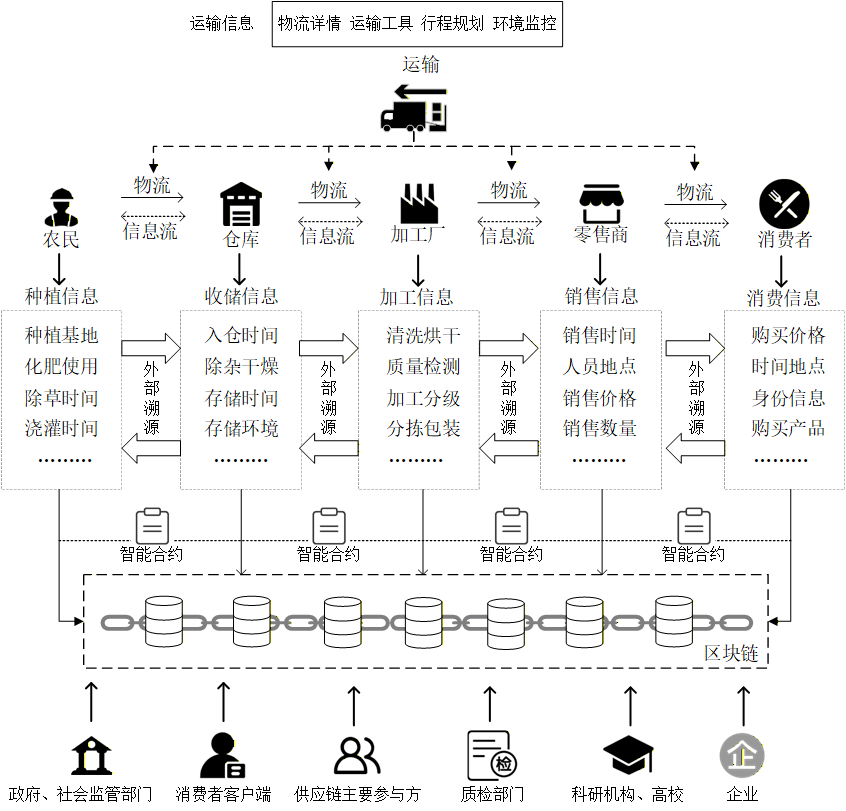 运输信息
物流详情 运输工具 行程规划 环境监控
运输
物流
物流
物流
物流
信息流
信息流
信息流
信息流
农民
仓库
加工厂
零售商
消费者
种植信息
收储信息
加工信息
销售信息
消费信息
种植基地
化肥使用
除草时间
浇灌时间
………
外部溯源
入仓时间
除杂干燥
存储时间
存储环境
………
外部溯源
清洗烘干
质量检测
加工分级
分拣包装
………
外部溯源
销售时间
人员地点
销售价格
销售数量
………
外部溯源
购买价格
时间地点
身份信息
购买产品
………
智能合约
智能合约
智能合约
智能合约
区块链
检
企
政府、社会监管部门
消费者客户端
供应链主要参与方
质检部门
科研机构、高校
企业